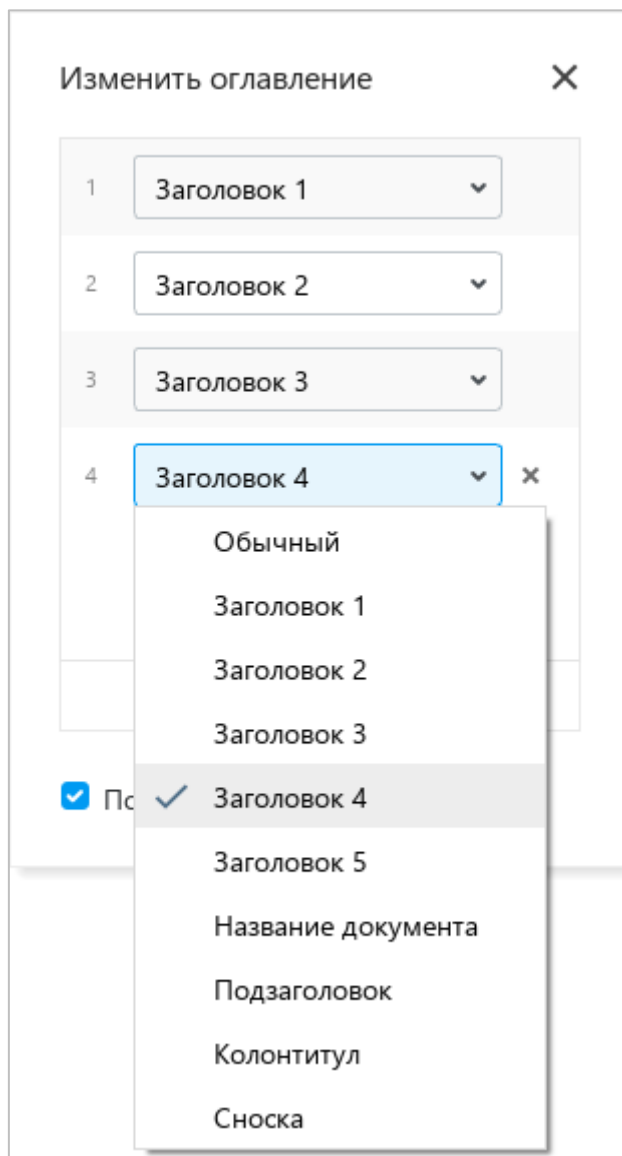 Изменить оглавление
1 Заголовок 1
2 Заголовок 2
3 Заголовок 3
4 Заголовок 4
Обычный
Заголовок 1
Заголовок 2
Заголовок 3
Заголовок 4
Заголовок 5
Название документа
Подзаголовок
Колонтитул
Сноска